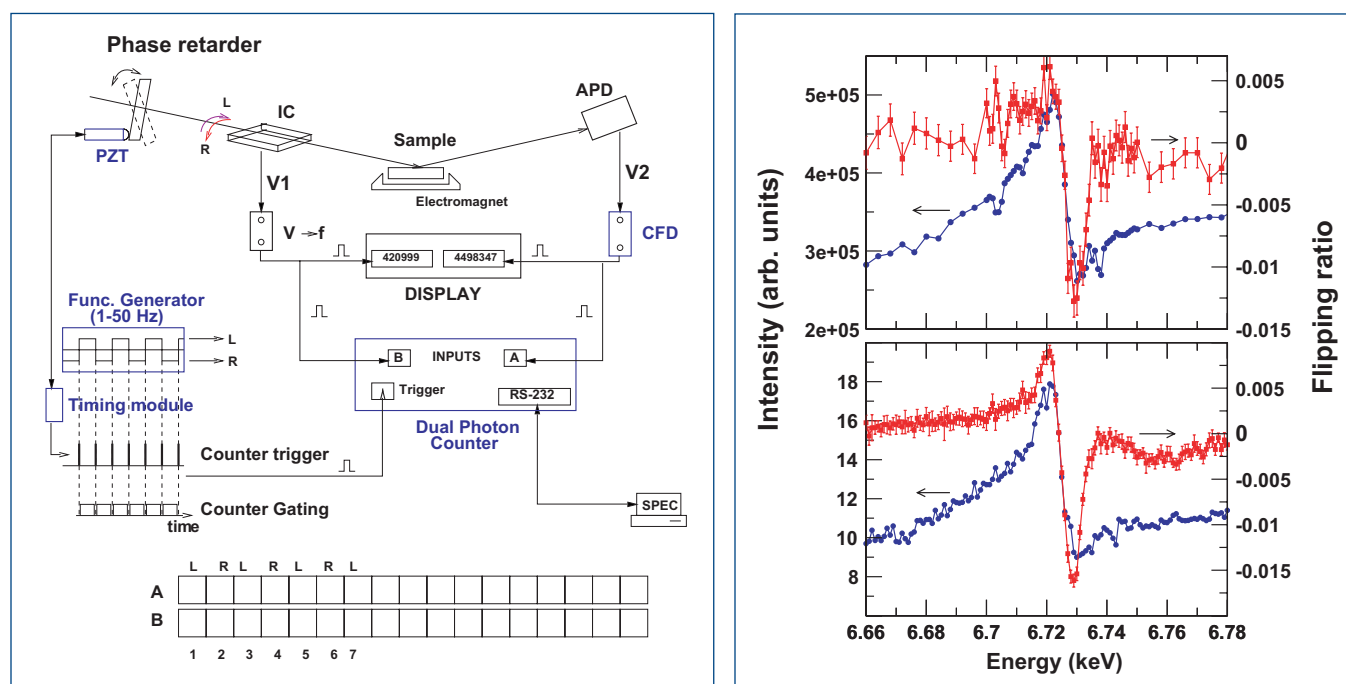 Phase retarder
L
R
IC
APD
PZT
Sample
V1
V2
Electromagnet
V → f
CFD
420999
4498347
DISPLAY
Func. Generator
(1-50 Hz)
L
R
B
INPUTS
A
Trigger
RS-232
Timing module
Dual Photon
Counter
Counter trigger
Counter Gating
time
SPEC
L R L R L R L
A
B
1 2 3 4 5 6 7
5e+05
4e+05
3e+05
2e+05
0.005
0
-0.005
-0.01
-0.015
Intensity (arb. units)
Flipping ratio
18
16
14
12
10
8
0.005
0
-0.005
-0.01
-0.015
6.66 6.68 6.7 6.72 6.74 6.76 6.78
Energy (keV)